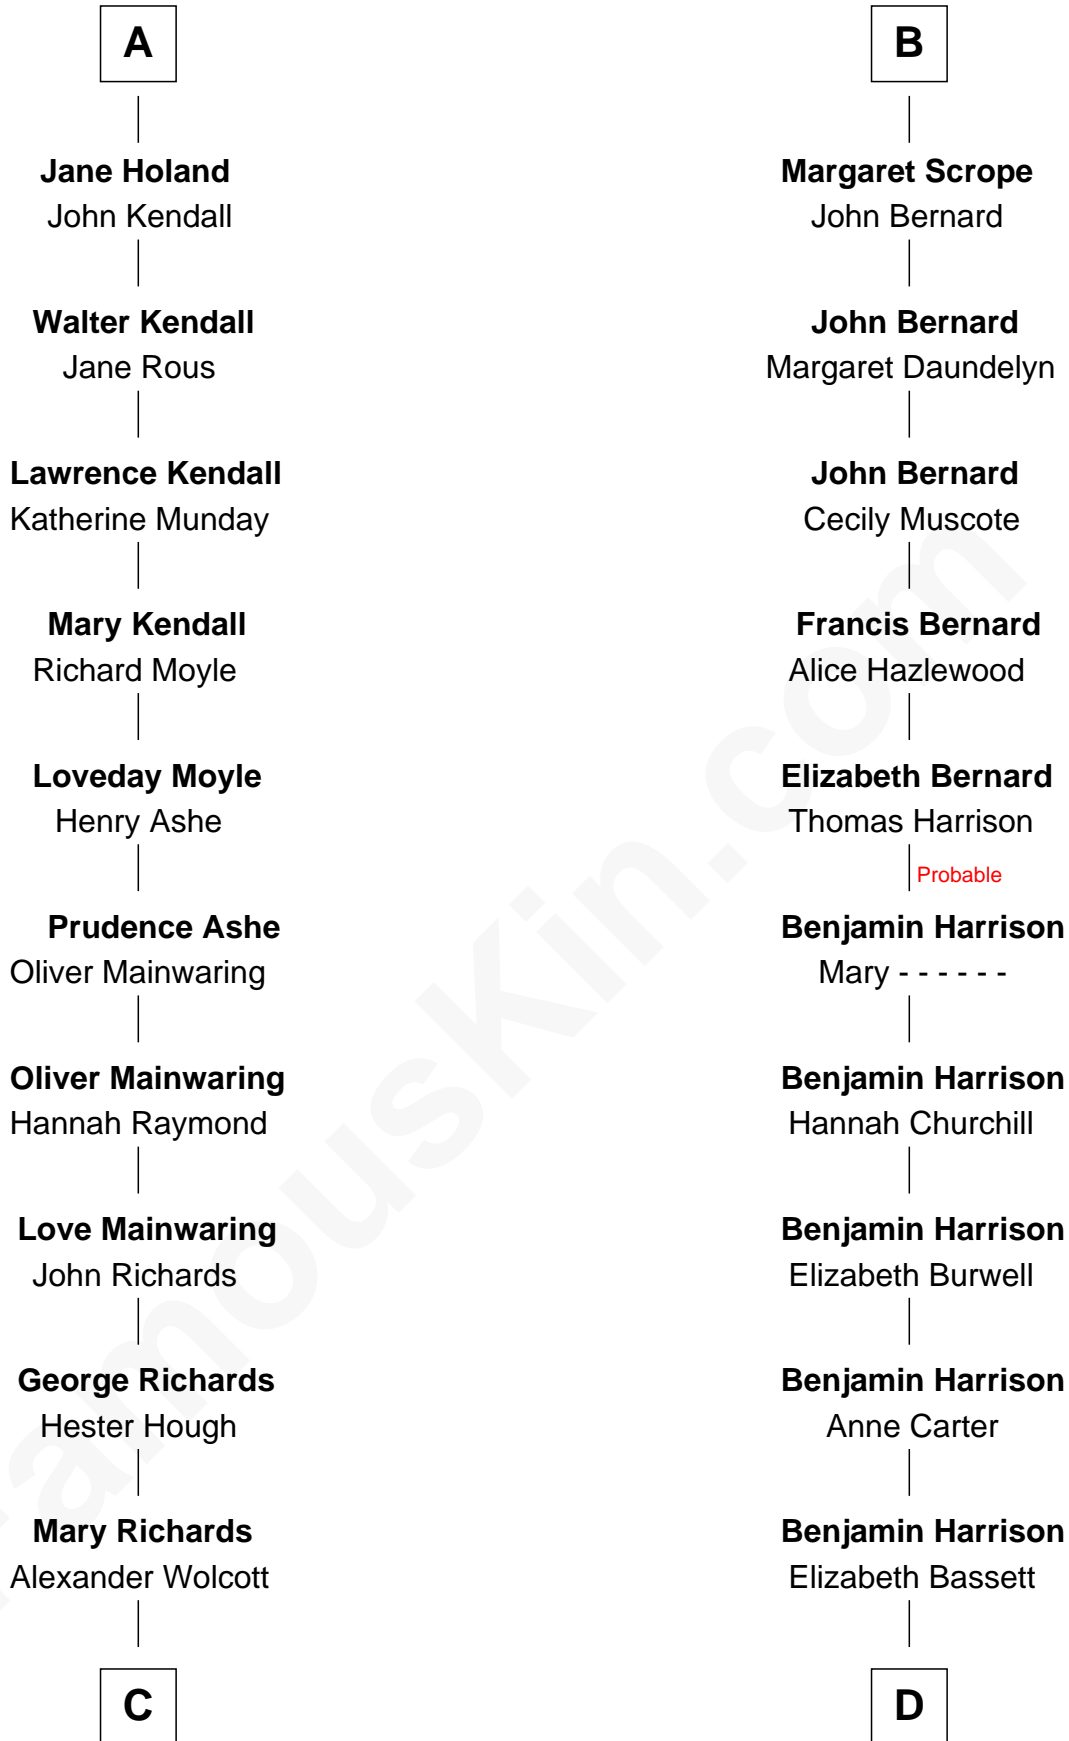 A
Jane Holand
John Kendall
Walter Kendall
Jane Rous
Lawrence Kendall
Katherine Munday
Mary Kendall
Richard Moyle
Loveday Moyle
Henry Ashe
Prudence Ashe
Oliver Mainwaring
Oliver Mainwaring
Hannah Raymond
Love Mainwaring
John Richards
George Richards
Hester Hough
Mary Richards
Alexander Wolcott
C
B
Margaret Scrope
John Bernard
John Bernard
Margaret Daundelyn
John Bernard
Cecily Muscote
Francis Bernard
Alice Hazlewood
Elizabeth Bernard
Thomas Harrison
Probable
Benjamin Harrison
Mary - - - - - -
Benjamin Harrison
Hannah Churchill
Benjamin Harrison
Elizabeth Burwell
Benjamin Harrison
Anne Carter
Benjamin Harrison
Elizabeth Bassett
D
FamousKin.com